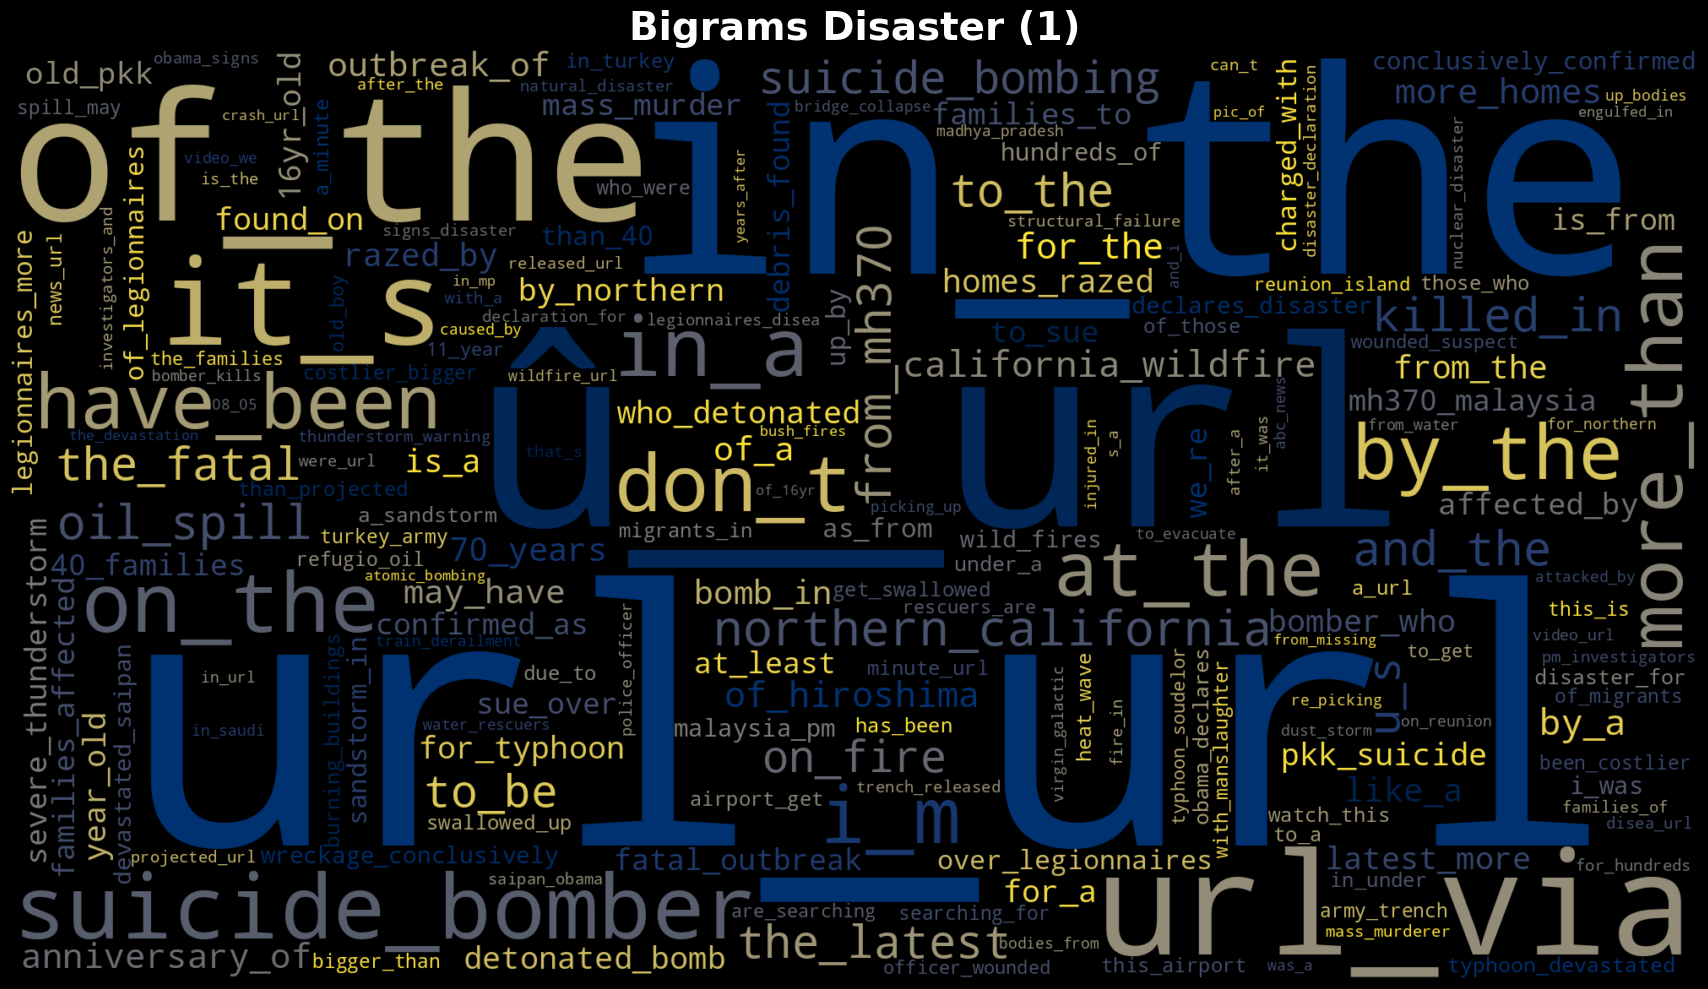 Bigrams Disaster (1)
obama_signs
old_pkk
spill_may
16yr_old
outbreak_of
in_turkey
after_the
natural_disaster
mass_murder
suicide_bombing
bridge_collapse
families_to
can_t
conclusively_confirmed
more_homes
up_bodies
pic_of
engulfed_in
crash_url
of_the
in_the
video_we
is_the
a_minute
who_were
years_after
debris_found
madhya_pradesh
hundreds_of
to_the
structural_failure
charged_with
disaster_declaration
nuclear_disaster
is_from
found_on
signs_disaster
than_40
for_the
and_i
legionnaires_more
news_url
investigators_and
of_legionnaires
it_s
razed_by
released_url
in_mp
with_a
by_northern
homes_razed
reunion_island
those_who
more_than
old_boy
declaration_for
legionnaires_disea
up_by
from_mh370
declares_disaster
killed_in
caused_by
to_sue
of_those
the_families
11_year
in_a
wounded_suspect
bomber_kills
costlier_bigger
wildfire_url
california_wildfire
from_the
have_been
08_05
û_url
who_detonated
mh370_malaysia
abc_news
the_devastation
thunderstorm_warning
bush_fires
from_water
for_northern
that_s
of_a
injured_in
s_a
we_re
after_a
it_was
by_the
the_fatal
were_url
is_a
don_t
of_16yr
than_projected
affected_by
oil_spill
a_sandstorm
picking_up
turkey_army
70_years
migrants_in
as_from
wild_fires
to_evacuate
and_the
severe_thunderstorm
40_families
refugio_oil
under_a
at_the
atomic_bombing
families_affected
on_the
may_have
bomb_in
get_swallowed
a_url
attacked_by
rescuers_are
this_is
confirmed_as
police_officer
northern_california
bomber_who
train_derailment
from_missing
video_url
url_url
in_url
devastated_saipan
burning_buildings
sandstorm_in
due_to
at_least
minute_url
to_get
pm_investigators
sue_over
of_hiroshima
virgin_galactic
heat_wave
fire_in
typhoon_soudelor
obama_declares
with_manslaughter
u_s
disaster_for
of_migrants
re_picking
year_old
in_saudi
water_rescuers
malaysia_pm
has_been
dust_storm
on_reunion
by_a
for_typhoon
on_fire
pkk_suicide
been_costlier
to_be
airport_get
trench_released
like_a
i_was
i_m
families_of
swallowed_up
watch_this
disea_url
to_a
projected_url
wreckage_conclusively
fatal_outbreak
over_legionnaires
latest_more
for_hundreds
saipan_obama
in_under
suicide_bomber
for_a
url_via
are_searching
searching_for
army_trench
mass_murderer
the_latest
bodies_from
anniversary_of
bigger_than
detonated_bomb
officer_wounded
this_airport
was_a
typhoon_devastated